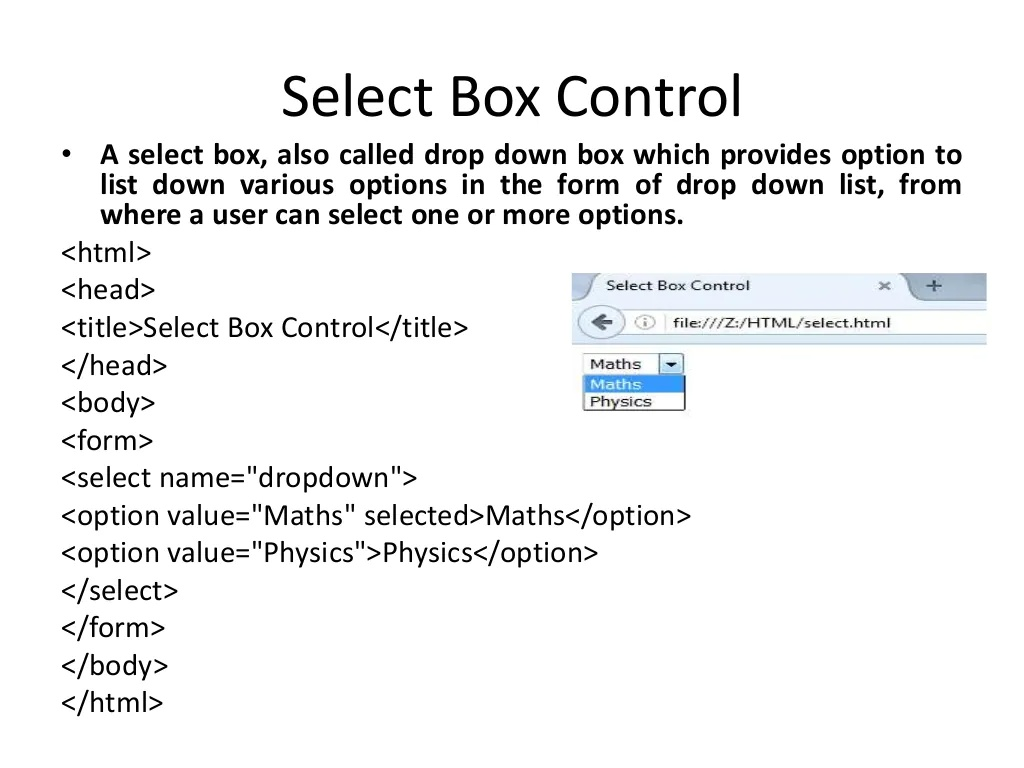 Select Box Control
• A select box, also called drop down box which provides option to
list down various options in the form of drop down list, from
where a user can select one or more options.
<html>
<head>
<title>Select Box Control</title>
</head>
<body>
<form>
<select name="dropdown">
<option value="Maths" selected>Maths</option>
<option value="Physics">Physics</option>
</select>
</form>
</body>
</html>
Select Box Control
file:///Z:/HTML/select.html
Maths
Maths
Physics